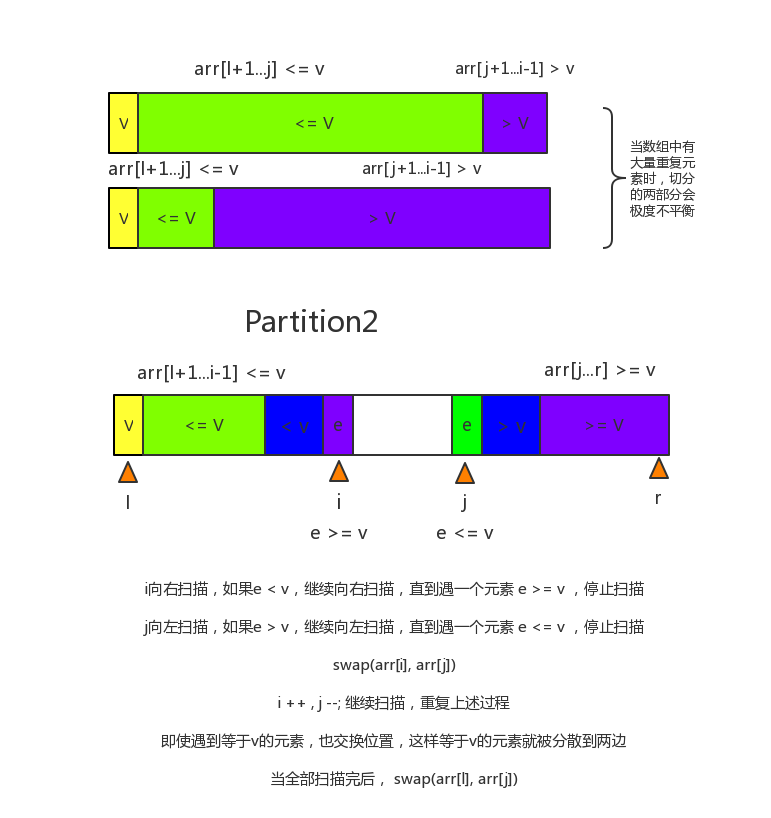 arr[l+1...j] <= v
arr[j+1...i-1] > v
V
<= V
> V
arr[l+1...j] <= v
arr[j+1...i-1] > v
V
<= V
> V
当数组中有
大量重复元
素时，切分
的两部分会
极度不平衡
Partition2
arr[l+1...i-1] <= v
arr[j...r] >= v
V
<= V
< V
e
e
> V
>= V
l
i
j
r
e >= v
e <= v
i向右扫描，如果e < v，继续向右扫描，直到遇一个元素 e >= v ，停止扫描
j向左扫描，如果e > v，继续向左扫描，直到遇一个元素 e <= v ，停止扫描
swap(arr[i], arr[j])
i ++ , j --; 继续扫描，重复上述过程
即使遇到等于v的元素，也交换位置，这样等于v的元素就被分散到两边
当全部扫描完后， swap(arr[l], arr[j])